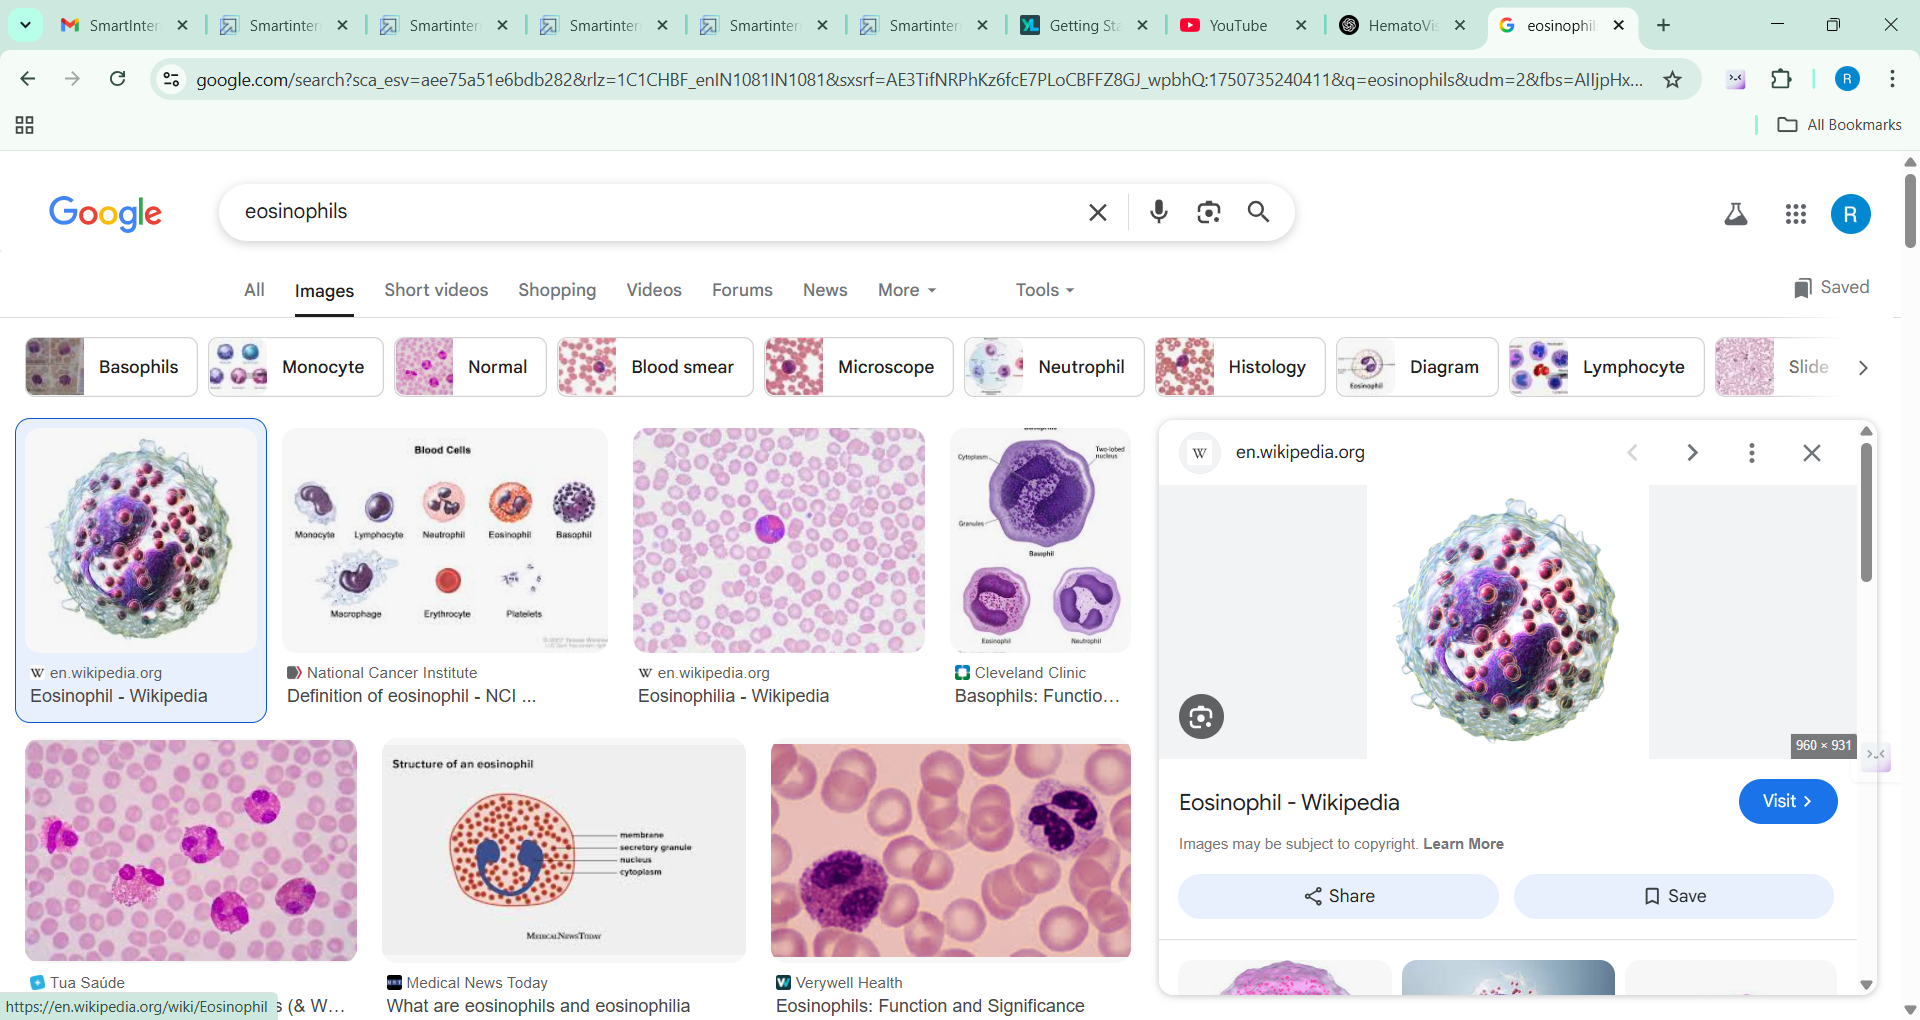 SmartInter
Smartinter
Smartinter
Smartinter
Smartinter
Smartinter
Getting Sta
YouTube
HematoVis
eosinophil
google.com/search?sca_esv=aee75a51e6bdb282&rlz=1C1CHBF_enIN1081IN1081&sxsrf=AE3TifNRPhKz6fcE7PLoCBFFZ8GJ_wpbhQ:1750735240411&q=eosinophils&udm=2&fbs=AIIjpHx...
R
All Bookmarks
Google
eosinophils
R
All
Images
Short videos
Shopping
Videos
Forums
News
More
Tools
Saved
Basophils
Monocyte
Normal
Blood smear
Microscope
Neutrophil
Histology
Eosinophil
Diagram
Lymphocyte
Slide
Blood Cells
Monocyte
Lymphocyte
Neutrophil
Eosinophil
Basophil
Macrophage
Erythrocyte
Platelets
Cytoplasm
Two-lobed
nucleus
Granules
Basophil
Eosinophil
Neutrophil
W en.wikipedia.org
Eosinophil - Wikipedia
National Cancer Institute
Definition of eosinophil - NCI ...
W en.wikipedia.org
Eosinophilia - Wikipedia
Cleveland Clinic
Basophils: Functio...
W en.wikipedia.org
960 × 931
Eosinophil - Wikipedia
Visit
Images may be subject to copyright. Learn More
Share
Save
Structure of an eosinophil
membrane
secretory granule
nucleus
cytoplasm
MEDICALNEWSTODAY
Tua Saúde
s (& W...
Medical News Today
What are eosinophils and eosinophilia
Verywell Health
Eosinophils: Function and Significance
https://en.wikipedia.org/wiki/Eosinophil